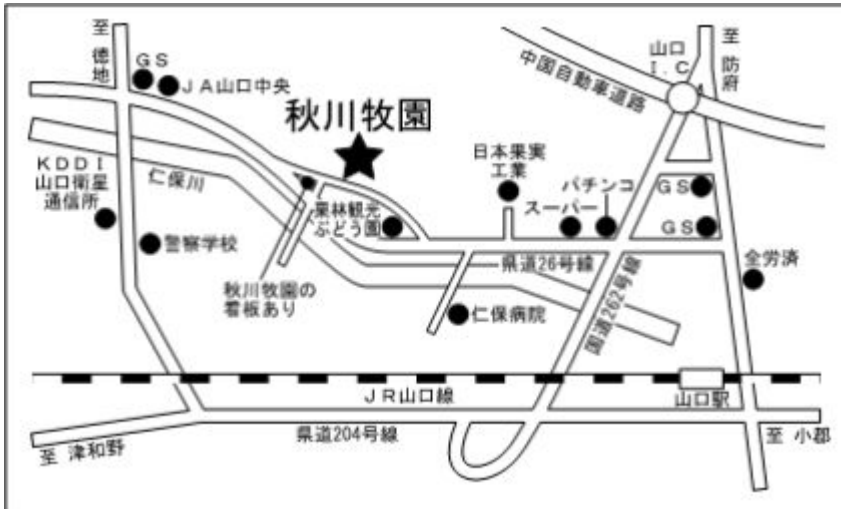 至 徳地
GS
JA山口中央
秋川牧園
中国自動車道路
山口
I.C
至 防府
KDDI
山口衛星
通信所
仁保川
警察学校
栗林観光
ぶどう園
日本果実
工業
パチンコ
スーパー
GS
GS
全労済
県道26号線
国道262号線
秋川牧園の
看板あり
仁保病院
JR山口線
山口駅
県道204号線
至 津和野
至 小郡